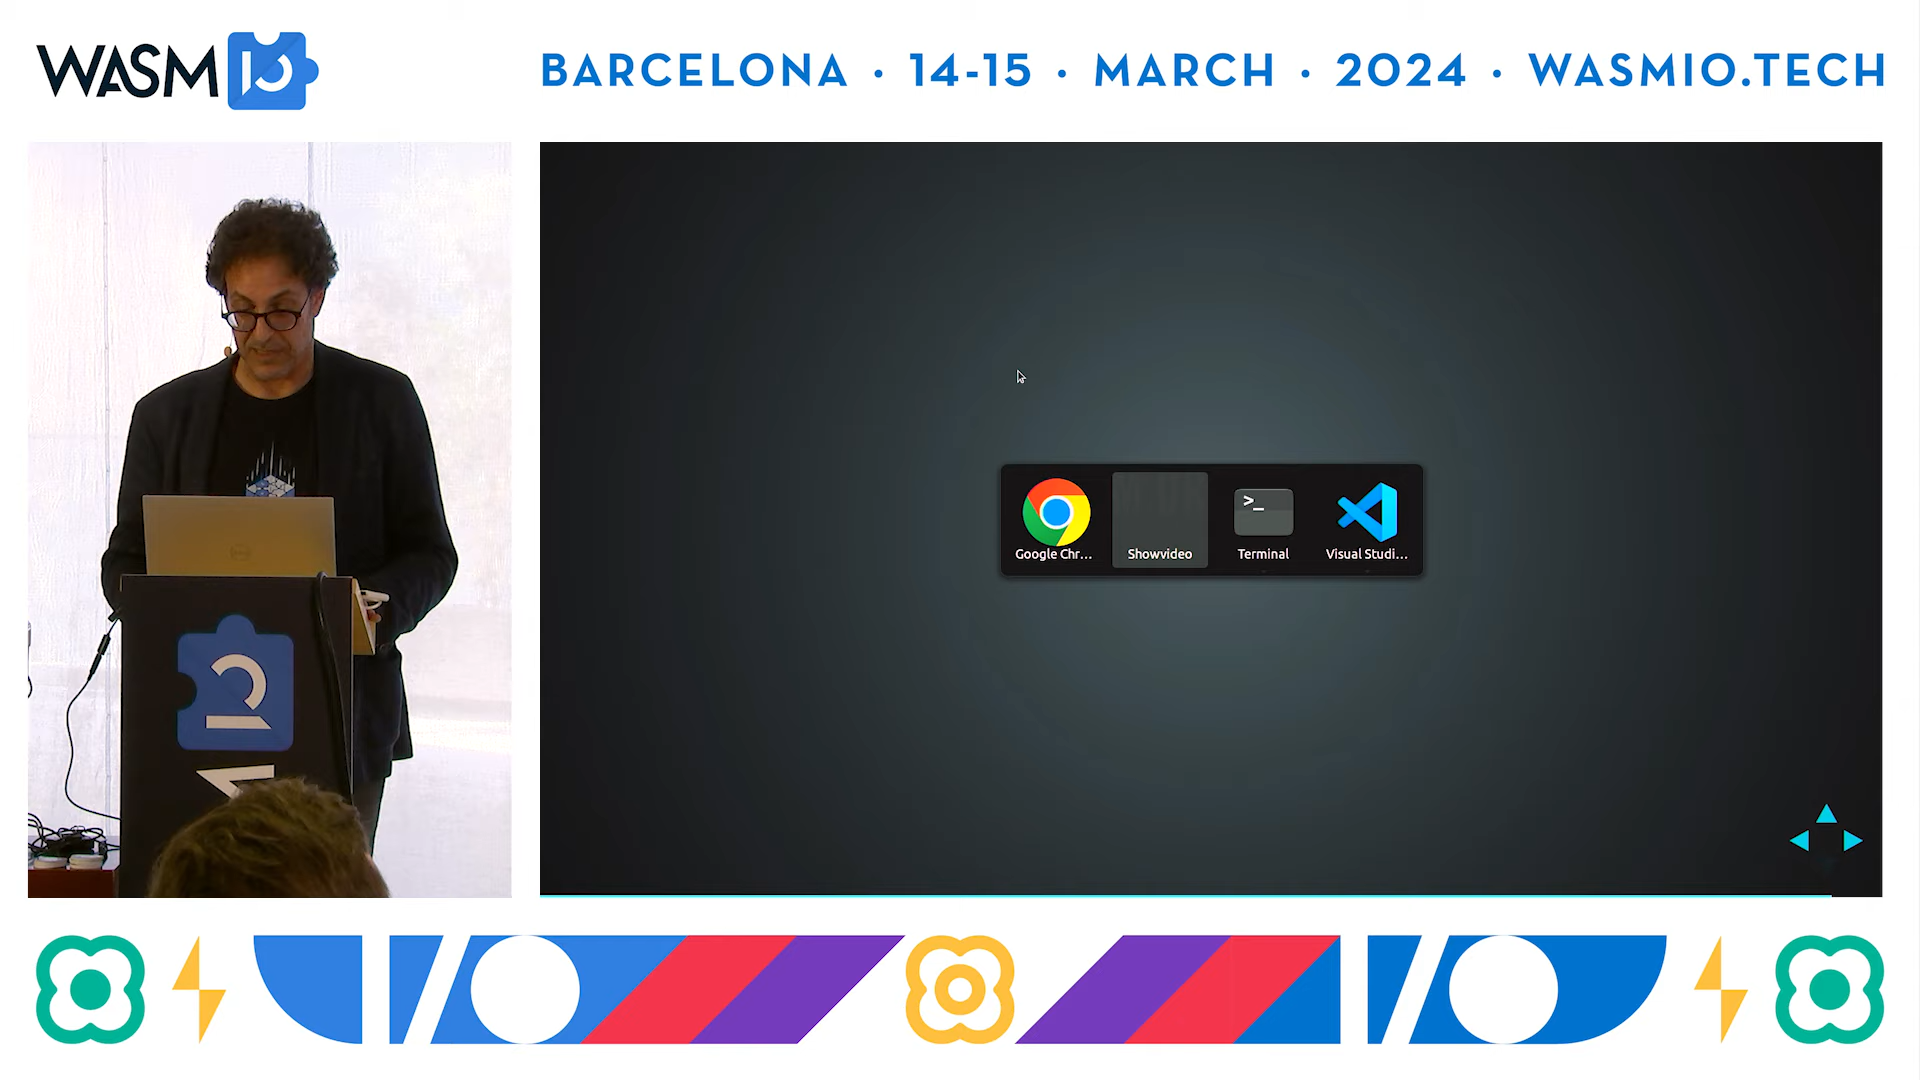 WASM IO
BARCELONA · 14-15 · MARCH · 2024 · WASMIO.TECH
>_
Google Chr...
Showvideo
Terminal
Visual Studi...